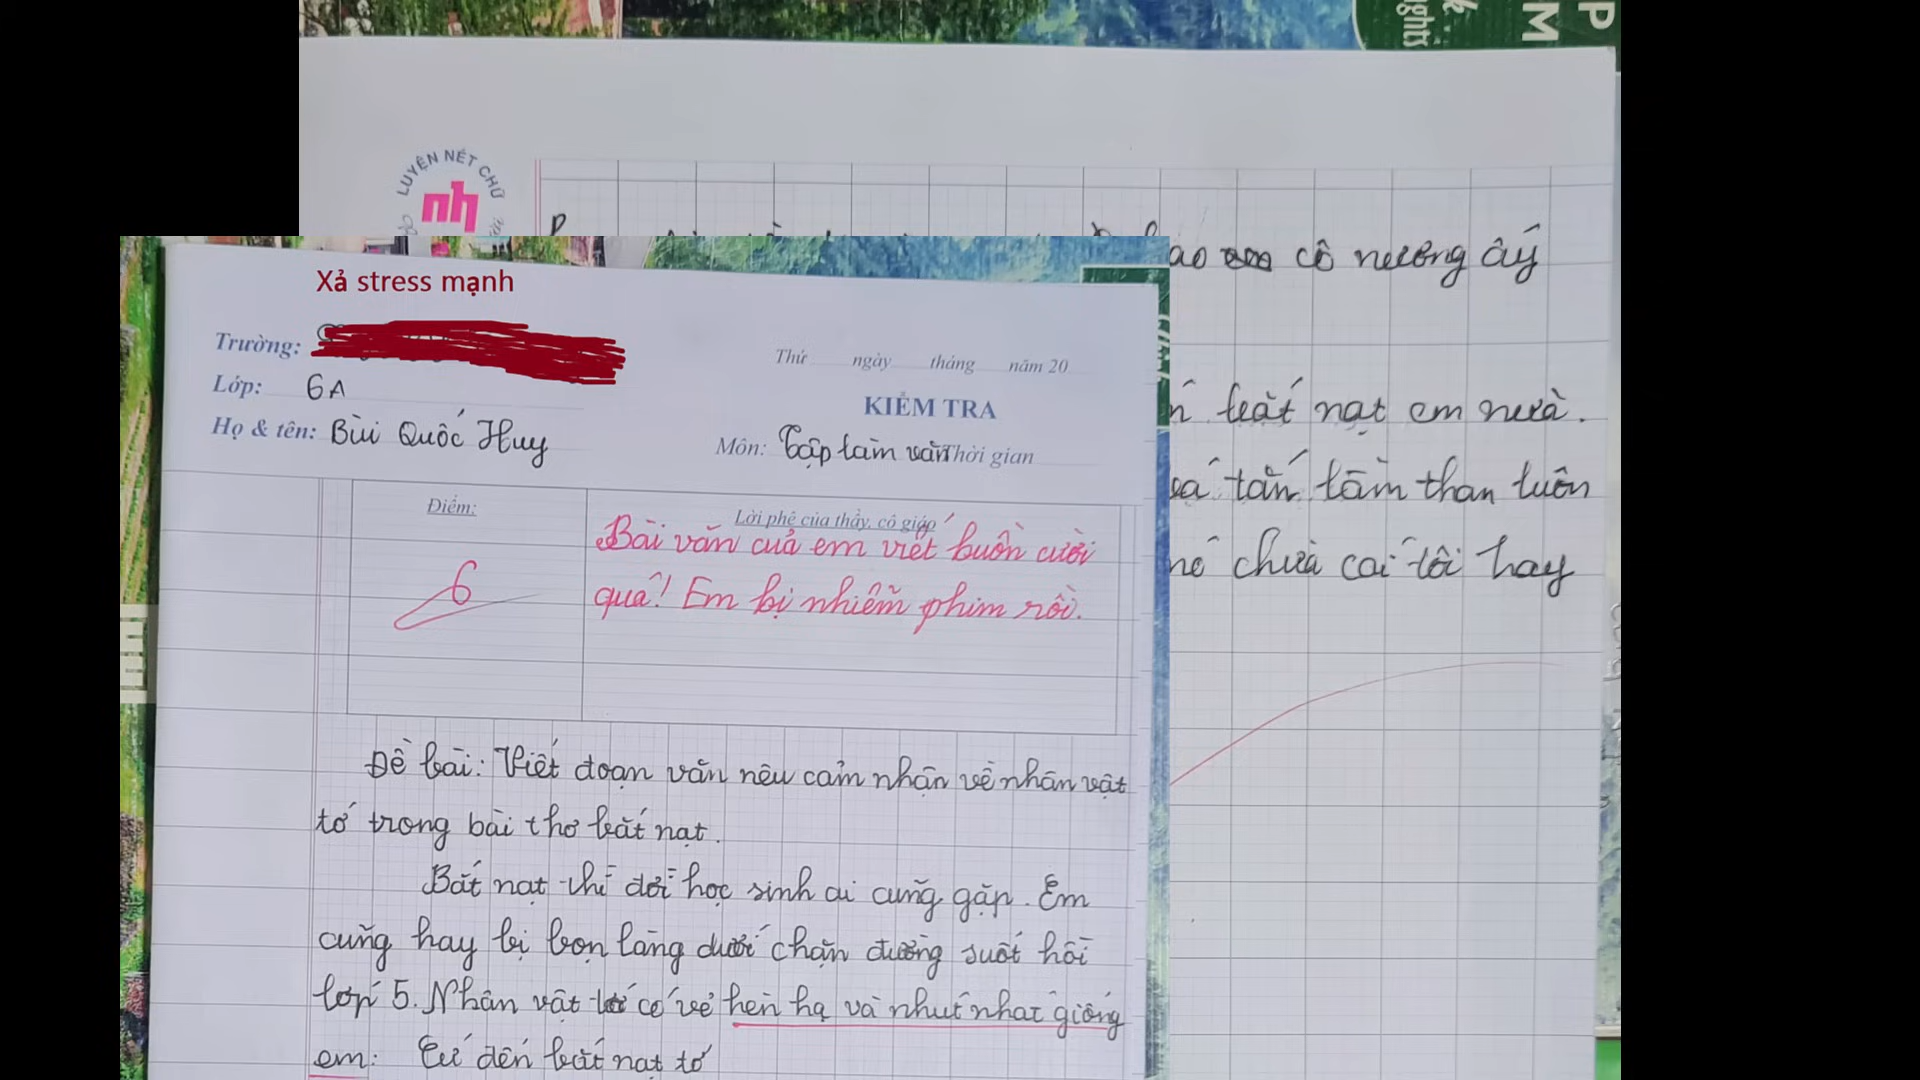 P
M
ghts
LUYỆN NÉT CHỮ
nh
cô nương ấy
bắt nạt em nữa.
tấn lầm than luôn
chừa cái tôi hay
Xả stress mạnh
Trường:
Thứ ngày tháng năm 20
Lớp: 6A
KIỂM TRA
Họ & tên: Bùi Quốc Huy
Môn: Tập làm văn Thời gian
Điểm:
Lời phê của thầy, cô giáo
6
Bài văn của em viết buồn cười
quá! Em bị nhiễm phim rồi.
Đề bài: Viết đoạn văn nêu cảm nhận về nhân vật
tớ trong bài thơ bắt nạt.
Bắt nạt thì đời học sinh ai cũng gặp. Em
cũng hay bị bọn làng dưới chặn đường suốt hồi
lớp 5. Nhân vật tớ có vẻ hèn hạ và nhút nhát giống
em: Cứ đến bắt nạt tớ